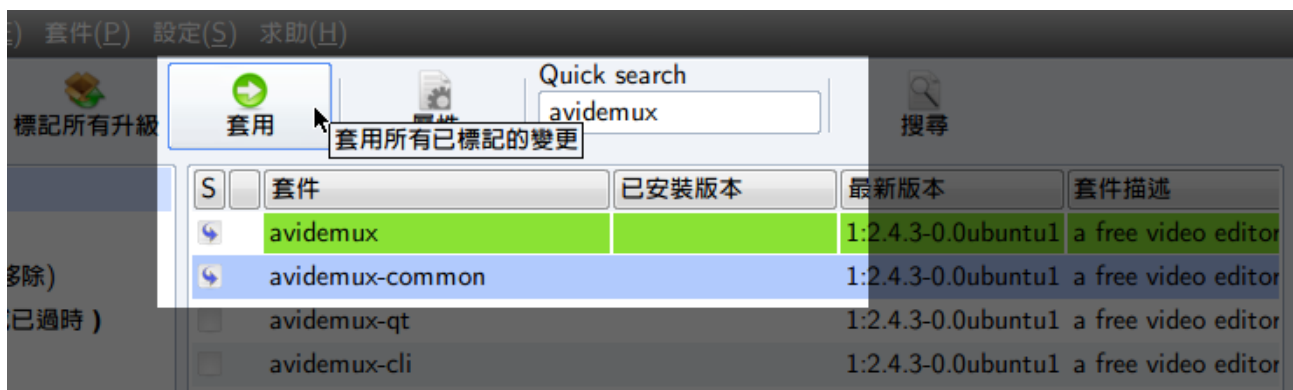 套件(P) 設定(S) 求助(H)
標記所有升級 套用 屬性 Quick search 搜尋
avidemux
套用所有已標記的變更
S 套件 已安裝版本 最新版本 套件描述
avidemux 1:2.4.3-0.0ubuntu1 a free video editor
移除) avidemux-common 1:2.4.3-0.0ubuntu1 a free video editor
已過時 ) avidemux-qt 1:2.4.3-0.0ubuntu1 a free video editor
avidemux-cli 1:2.4.3-0.0ubuntu1 a free video editor